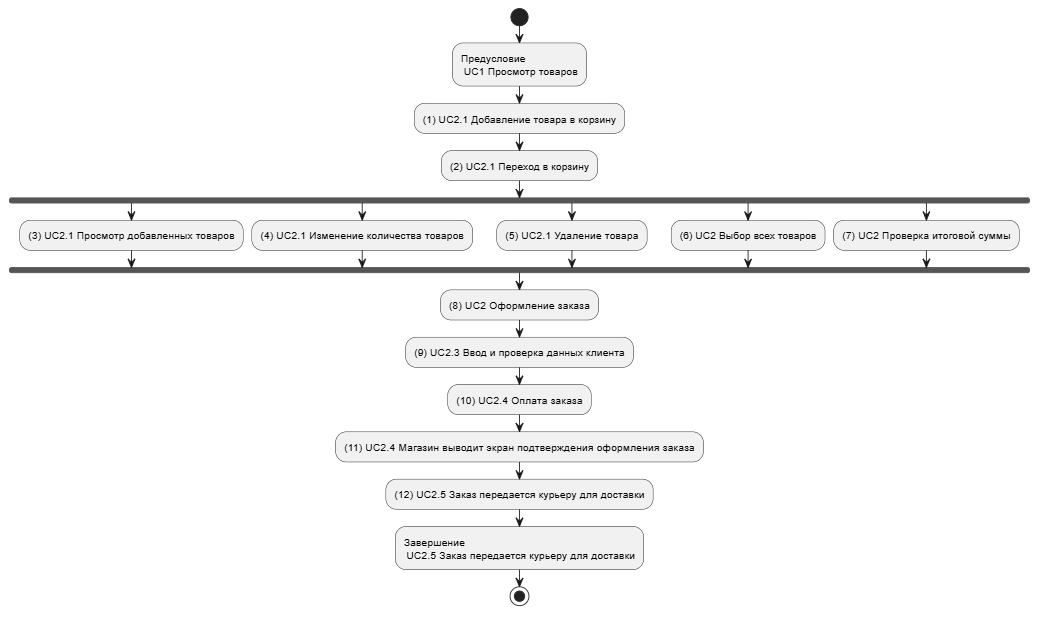 Предусловие
UC1 Просмотр товаров
(1) UC2.1 Добавление товара в корзину
(2) UC2.1 Переход в корзину
(3) UC2.1 Просмотр добавленных товаров
(4) UC2.1 Изменение количества товаров
(5) UC2.1 Удаление товара
(6) UC2 Выбор всех товаров
(7) UC2 Проверка итоговой суммы
(8) UC2 Оформление заказа
(9) UC2.3 Ввод и проверка данных клиента
(10) UC2.4 Оплата заказа
(11) UC2.4 Магазин выводит экран подтверждения оформления заказа
(12) UC2.5 Заказ передается курьеру для доставки
Завершение
UC2.5 Заказ передается курьеру для доставки